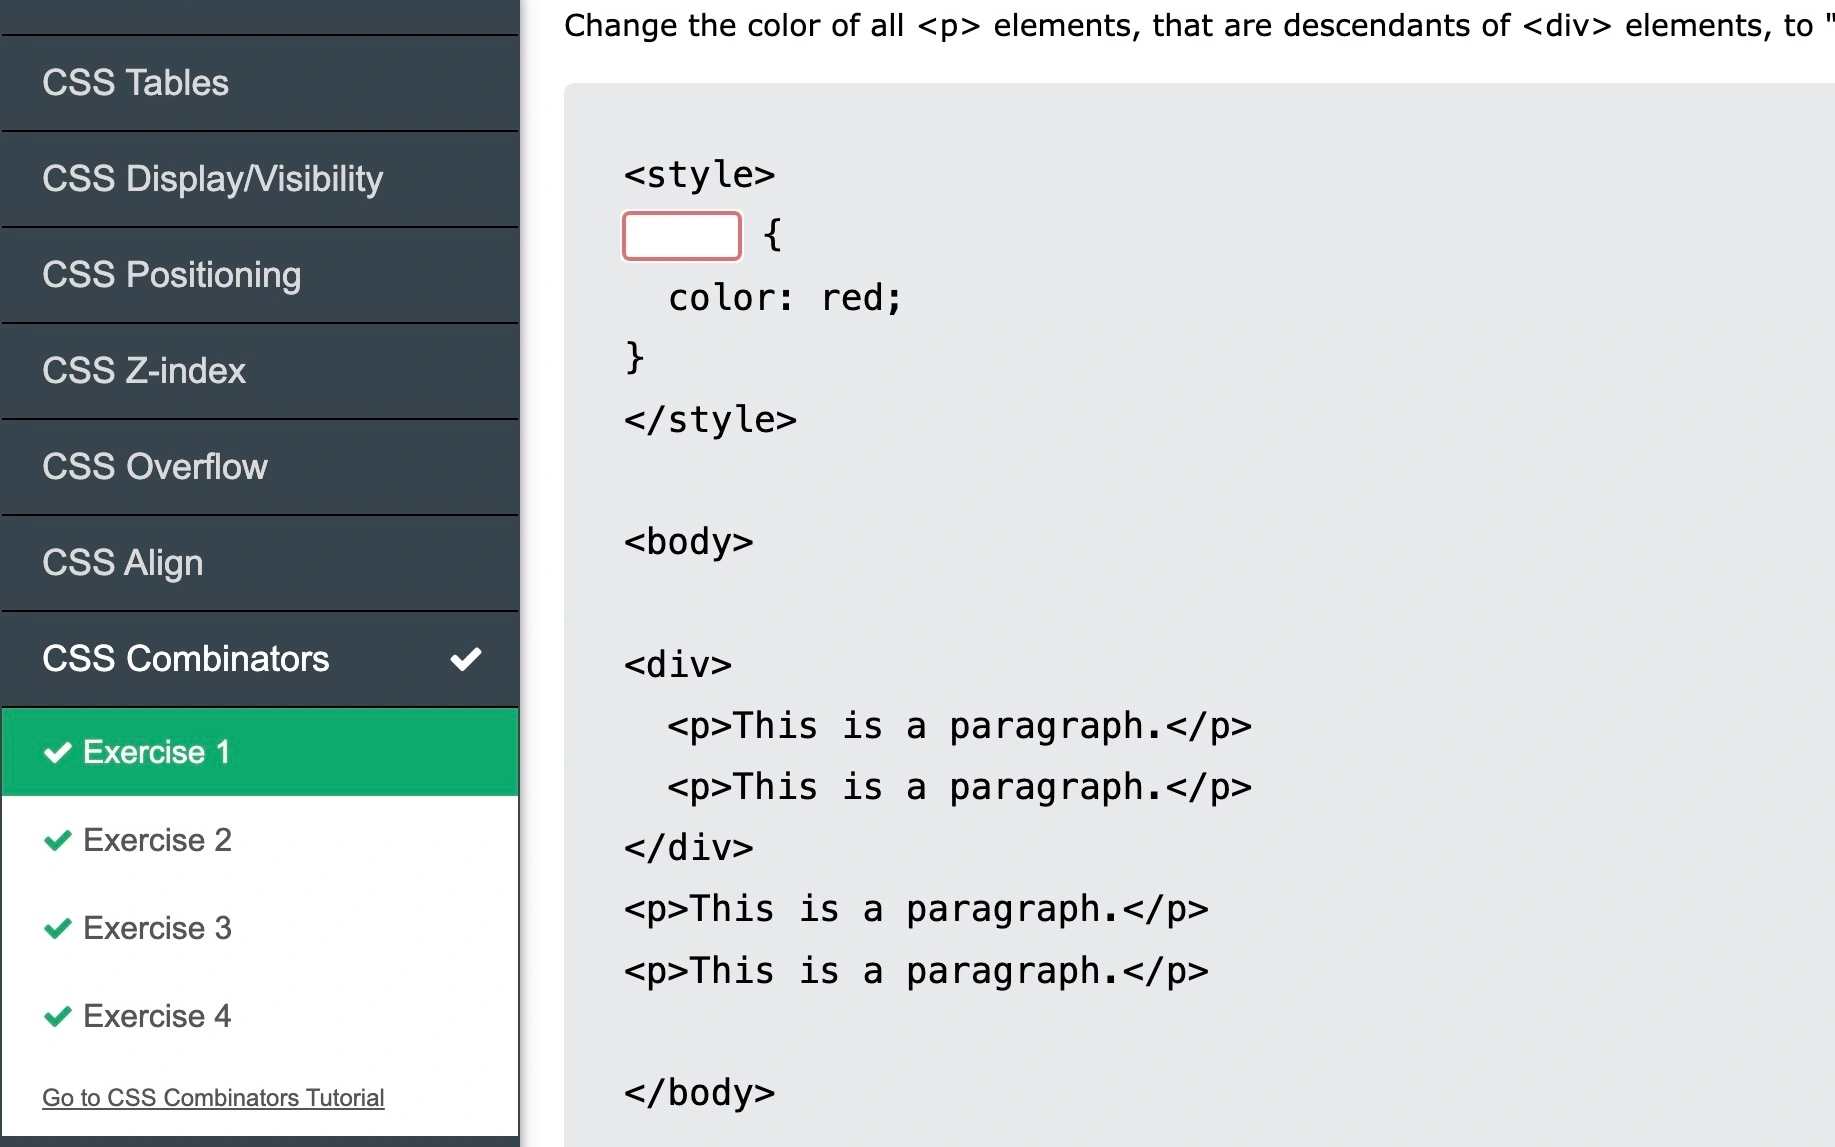 CSS Tables
CSS Display/Visibility
CSS Positioning
CSS Z-index
CSS Overflow
CSS Align
CSS Combinators
Exercise 1
Exercise 2
Exercise 3
Exercise 4
Go to CSS Combinators Tutorial
Change the color of all <p> elements, that are descendants of <div> elements, to "
<style>
{
color: red;
}
</style>
<body>
<div>
<p>This is a paragraph.</p>
<p>This is a paragraph.</p>
</div>
<p>This is a paragraph.</p>
<p>This is a paragraph.</p>
</body>